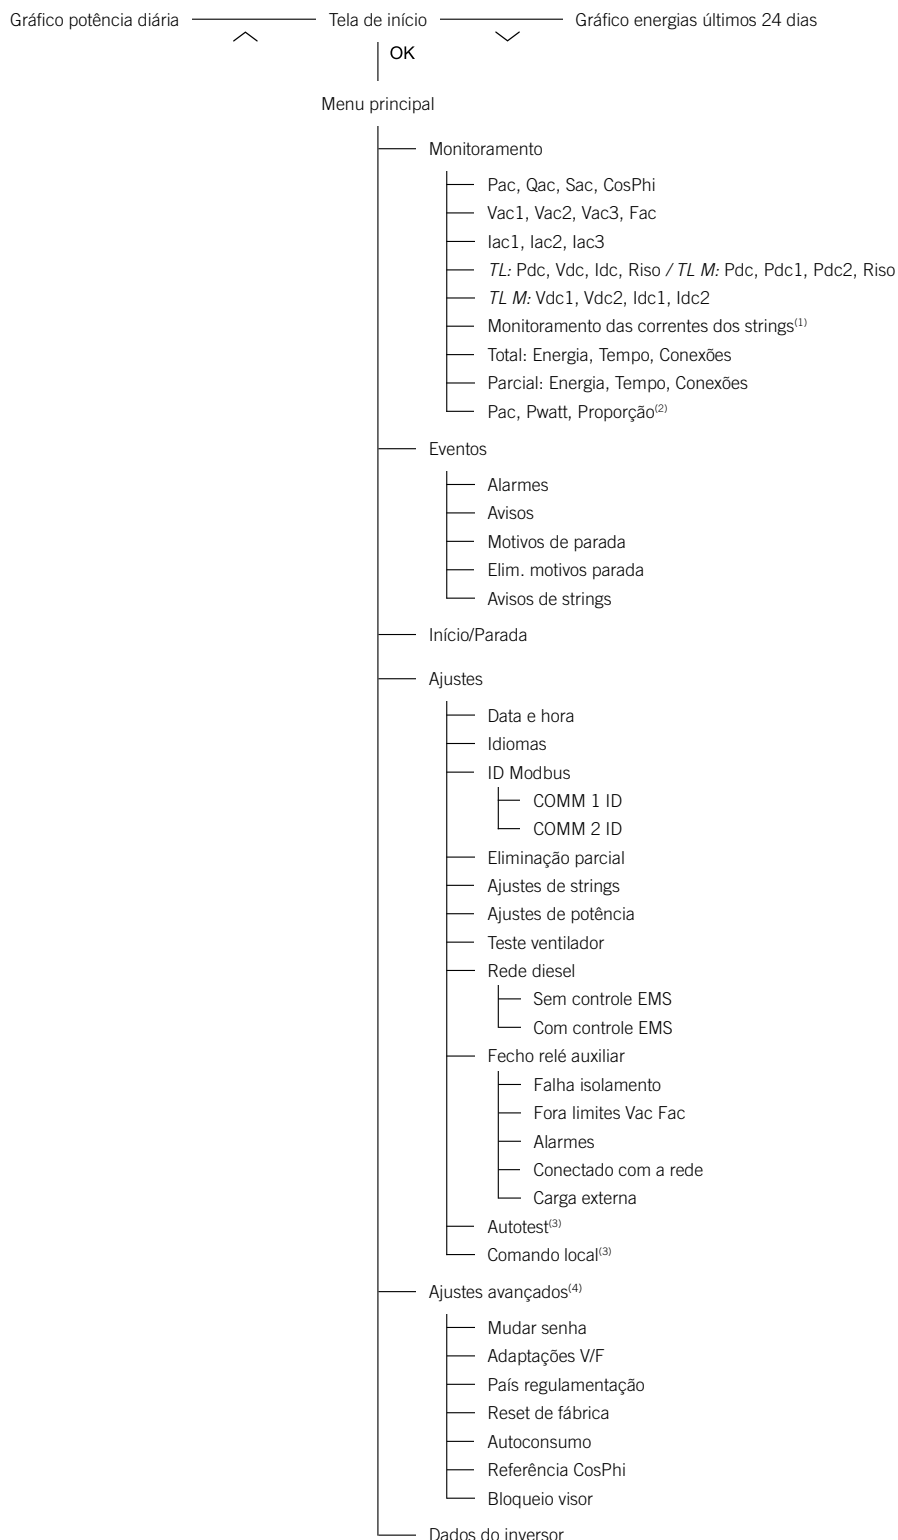 Gráfico potência diária Tela de início Gráfico energias últimos 24 dias
OK
Menu principal
Monitoramento
Pac, Qac, Sac, CosPhi
Vac1, Vac2, Vac3, Fac
Iac1, Iac2, Iac3
TL: Pdc, Vdc, Idc, Riso / TL M: Pdc, Pdc1, Pdc2, Riso
TL M: Vdc1, Vdc2, Idc1, Idc2
Monitoramento das correntes dos strings(1)
Total: Energia, Tempo, Conexões
Parcial: Energia, Tempo, Conexões
Pac, Pwatt, Proporção(2)
Eventos
Alarmes
Avisos
Motivos de parada
Elim. motivos parada
Avisos de strings
Início/Parada
Ajustes
Data e hora
Idiomas
ID Modbus
COMM 1 ID
COMM 2 ID
Eliminação parcial
Ajustes de strings
Ajustes de potência
Teste ventilador
Rede diesel
Sem controle EMS
Com controle EMS
Fecho relé auxiliar
Falha isolamento
Fora limites Vac Fac
Alarmes
Conectado com a rede
Carga externa
Autotest(3)
Comando local(3)
Ajustes avançados(4)
Mudar senha
Adaptações V/F
País regulamentação
Reset de fábrica
Autoconsumo
Referência CosPhi
Bloqueio visor
Dados do inversor